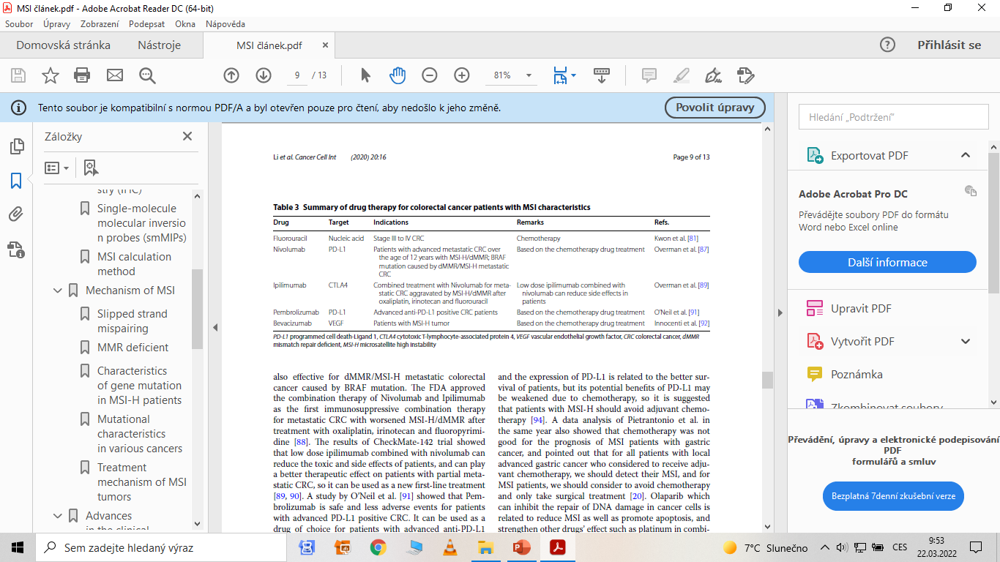 MSI článek.pdf - Adobe Acrobat Reader DC (64-bit)
Soubor Úpravy Zobrazení Podepsat Okna Nápověda
Domovská stránka Nástroje MSI článek.pdf × Přihlásit se
9 / 13 81%
Tento soubor je kompatibilní s normou PDF/A a byl otevřen pouze pro čtení, aby nedošlo k jeho změně. Povolit úpravy
Záložky
stry (IHC)
Single-molecule
molecular inversio
n probes (smMIPs)
MSI calculation
method
Mechanism of MSI
Slipped strand
mispairing
MMR deficient
Characteristics
of gene mutation
in MSI-H patients
Mutational
characteristics
in various cancers
Treatment
mechanism of MSI
tumors
Advances
in the clinical
Li et al. Cancer Cell Int (2020) 20:16 Page 9 of 13
Table 3 Summary of drug therapy for colorectal cancer patients with MSI characteristics
Drug Target Indications Remarks Refs.
Fluorouracil Nucleic acid Stage III to IV CRC Chemotherapy Kwon et al. [81]
Nivolumab PD-L1 Patients with advanced metastatic CRC over Based on the chemotherapy drug treatment Overman et al. [87]
the age of 12 years with MSI-H/dMMR; BRAF
mutation caused by dMMR/MSI-H metastatic
CRC
Ipilimumab CTLA4 Combined treatment with Nivolumab for meta- Low dose ipilimumab combined with Overman et al. [89]
static CRC aggravated by MSI-H/dMMR after nivolumab can reduce side effects in
oxaliplatin, irinotecan and fluorouracil patients
Pembrolizumab PD-L1 Advanced anti-PD-L1 positive CRC patients Based on the chemotherapy drug treatment O'Neil et al. [91]
Bevacizumab VEGF Patients with MSI-H tumor Based on the chemotherapy drug treatment Innocenti et al. [92]
PD-L1 programmed cell death-Ligand 1, CTLA4 cytotoxic T-lymphocyte-associated protein 4, VEGF vascular endothelial growth factor, CRC colorectal cancer, dMMR
mismatch repair deficient, MSI-H microsatellite high instability
also effective for dMMR/MSI-H metastatic colorectal
cancer caused by BRAF mutation. The FDA approved
the combination therapy of Nivolumab and Ipilimumab
as the first immunosuppressive combination therapy
for metastatic CRC with worsened MSI-H/dMMR after
treatment with oxaliplatin, irinotecan and fluoropyrimi-
dine [88]. The results of CheckMate-142 trial showed
that low dose ipilimumab combined with nivolumab can
reduce the toxic and side effects of patients, and can play
a better therapeutic effect on patients with partial meta-
static CRC, so it can be used as a new first-line treatment
[89, 90]. A study by O'Neil et al. [91] showed that Pem-
brolizumab is safe and less adverse events for patients
with advanced PD-L1 positive CRC. It can be used as a
drug of choice for patients with advanced anti-PD-L1
and the expression of PD-L1 is related to the better sur-
vival of patients, but its potential benefits of PD-L1 may
be weakened due to chemotherapy, so it is suggested
that patients with MSI-H should avoid adjuvant chemo-
therapy [94]. A data analysis of Pietrantonio et al. in
the same year also showed that chemotherapy was not
good for the prognosis of MSI patients with gastric
cancer, and pointed out that for all patients with local
advanced gastric cancer who considered to receive adju-
vant chemotherapy, we should detect their MSI, and for
MSI patients, we should consider to avoid chemotherapy
and only take surgical treatment [20]. Olaparib which
can inhibit the repair of DNA damage in cancer cells is
related to reduce MSI as well as promote apoptosis, and
strengthen other drugs' effect such as platinum in combi-
Hledání „Podtržení"
Exportovat PDF
Adobe Acrobat Pro DC
Převádějte soubory PDF do formátu
Word nebo Excel online
Další informace
Upravit PDF
Vytvořit PDF
Poznámka
Zkombinovat soubory
Převádění, úpravy a elektronické podepisování
PDF
formulářů a smluv
Bezplatná 7denní zkušební verze
Sem zadejte hledaný výraz
7°C Slunečno CES 9:53
22.03.2022